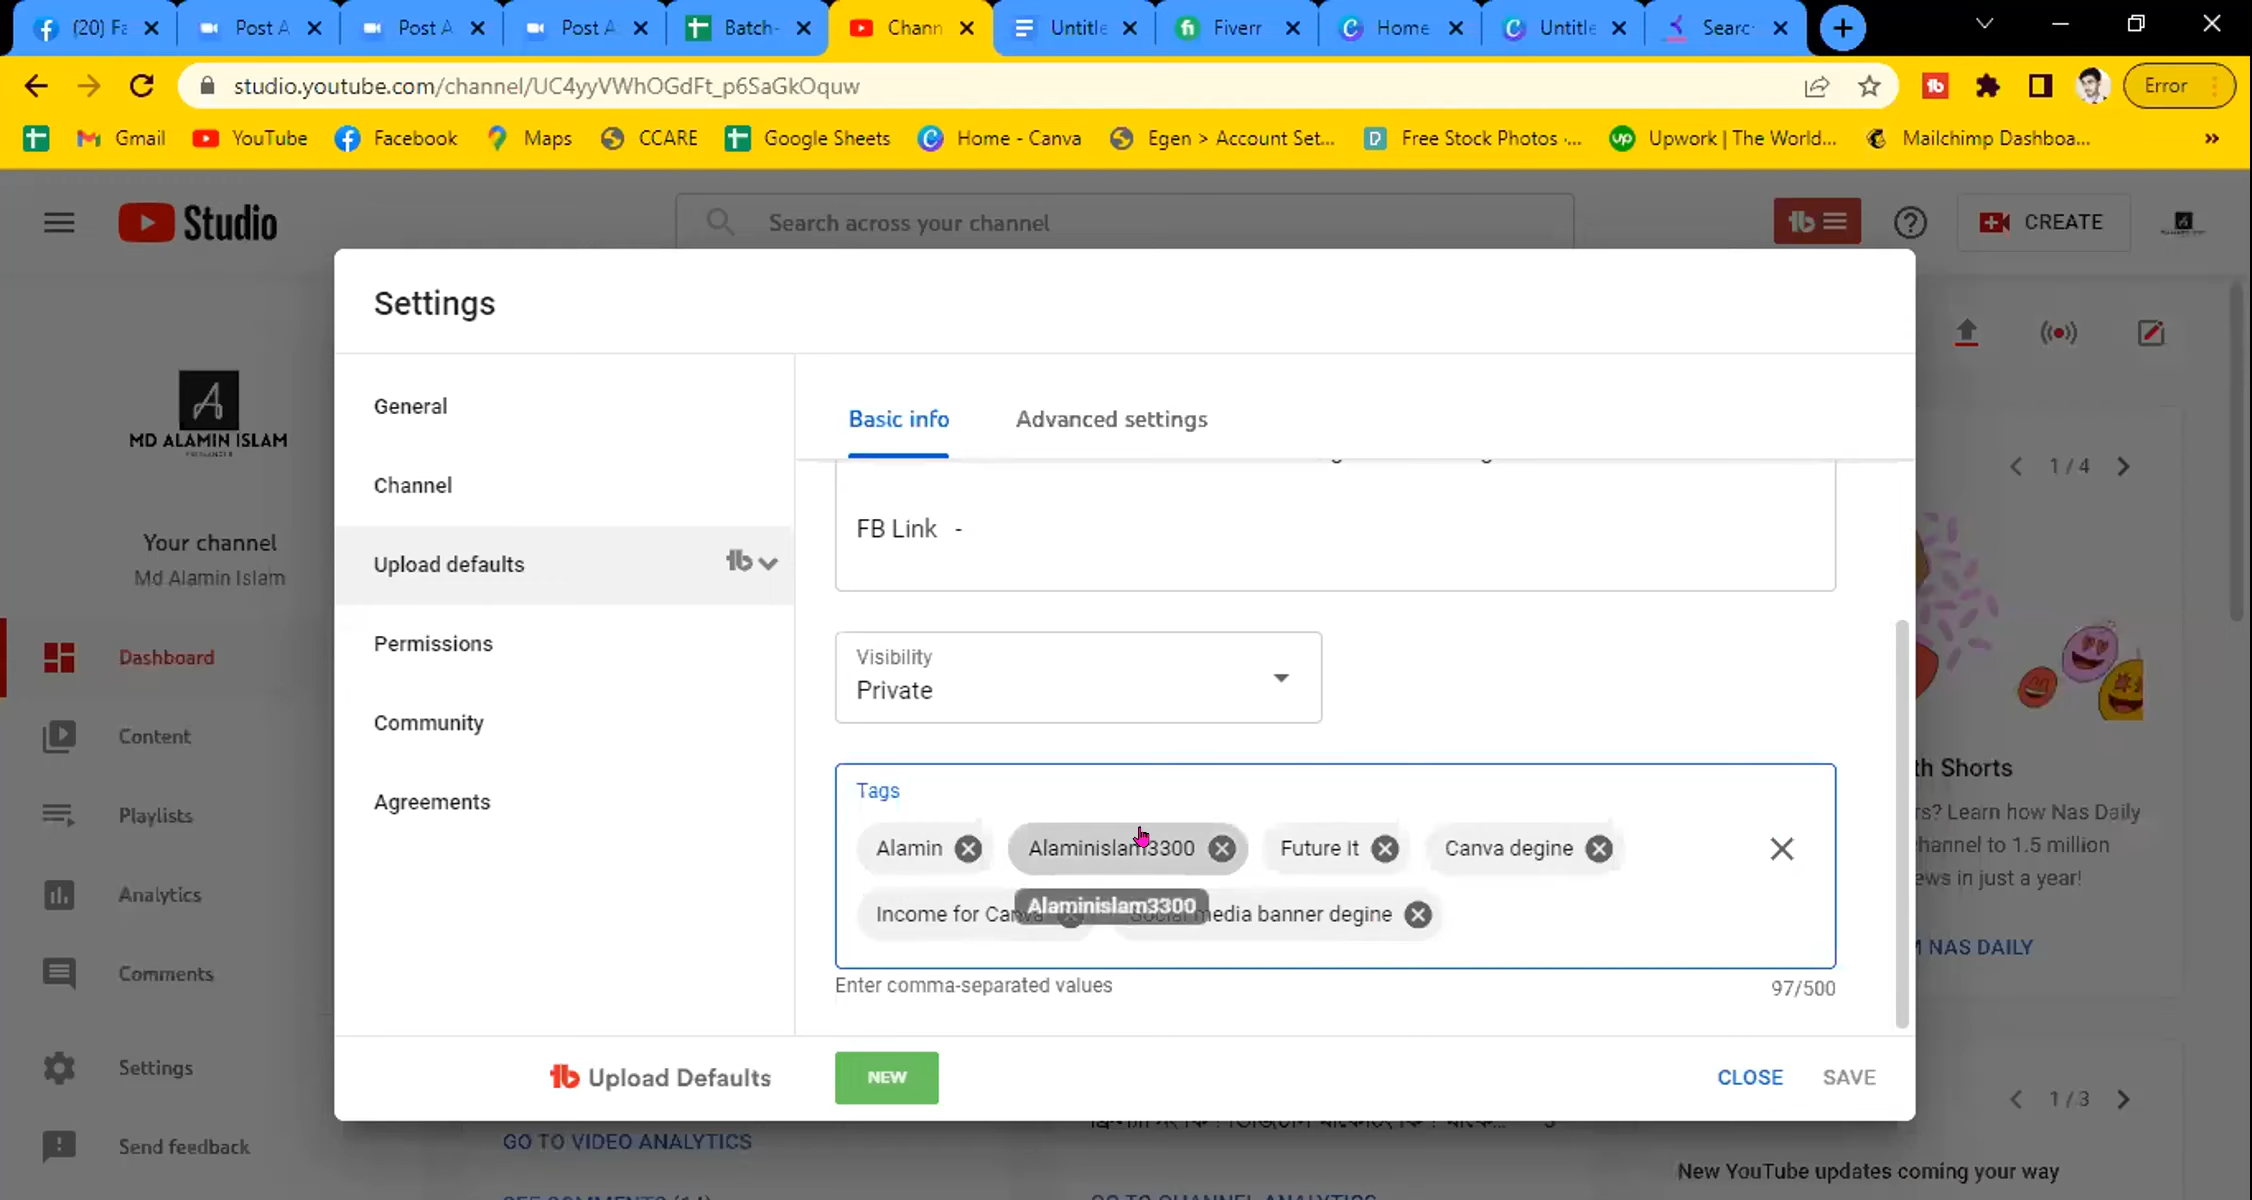 (20) Fa
Post A
Post A
Post A
Batch-
Chann
Untitle
Fiverr
Home
Untitle
Searc
studio.youtube.com/channel/UC4yyVWhOGdFt_p6SaGkOquw
Error
Gmail
YouTube
Facebook
Maps
CCARE
Google Sheets
Home - Canva
Egen > Account Set...
Free Stock Photos ·...
Upwork | The World...
Mailchimp Dashboa...
Studio
Search across your channel
CREATE
MD ALAMIN ISLAM
FREELANCER
Your channel
Md Alamin Islam
Dashboard
Content
Playlists
Analytics
Comments
Settings
Send feedback
Settings
General
Channel
Upload defaults
Permissions
Community
Agreements
Basic info
Advanced settings
FB Link -
Visibility
Private
Tags
Alamin
Alaminislam3300
Future It
Canva degine
Income for Canva
Alaminislam3300
Social media banner degine
Enter comma-separated values
97/500
Upload Defaults
NEW
CLOSE
SAVE
1 / 4
th Shorts
rs? Learn how Nas Daily
hannel to 1.5 million
ews in just a year!
M NAS DAILY
1 / 3
GO TO VIDEO ANALYTICS
New YouTube updates coming your way